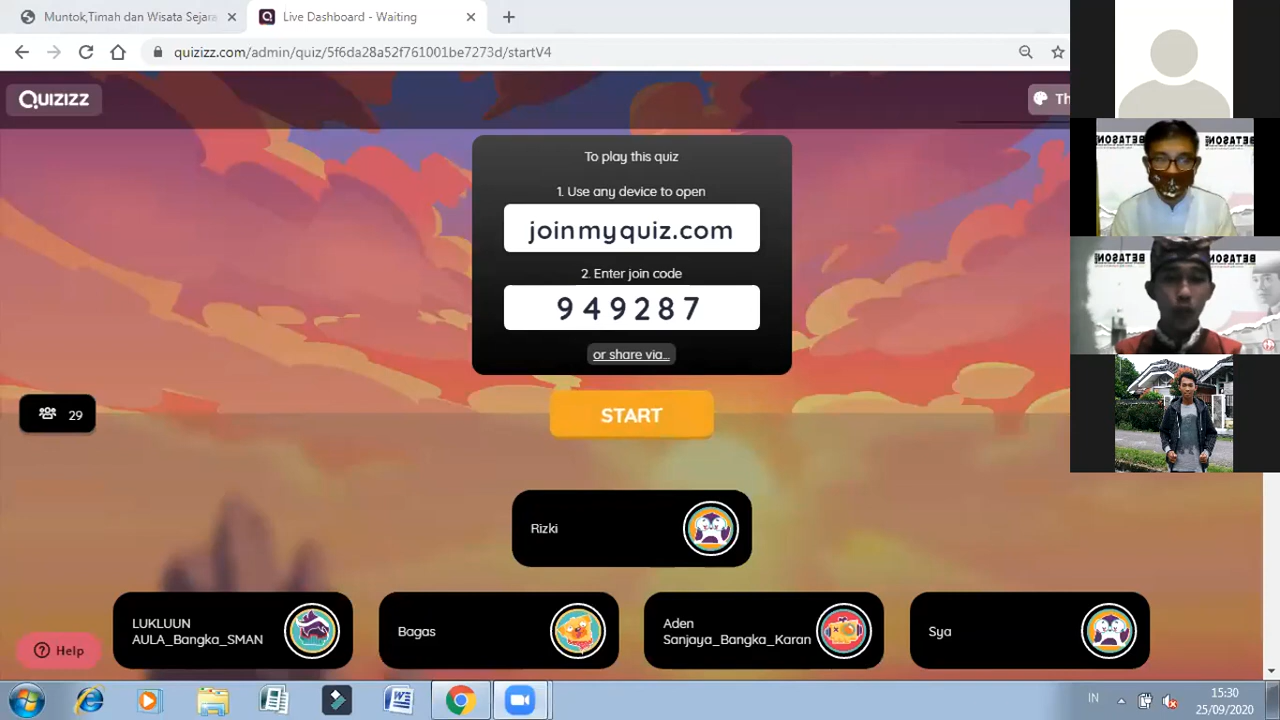 Muntok,Timah dan Wisata Sejara
Live Dashboard - Waiting
quizizz.com/admin/quiz/5f6da28a52f761001be7273d/startV4
QUIZIZZ
Th
To play this quiz
1. Use any device to open
joinmyquiz.com
2. Enter join code
949287
or share via...
29
START
Rizki
LUKLUUN
AULA_Bangka_SMAN
Bagas
Aden
Sanjaya_Bangka_Karan
Sya
Help
IN
15:30
25/09/2020